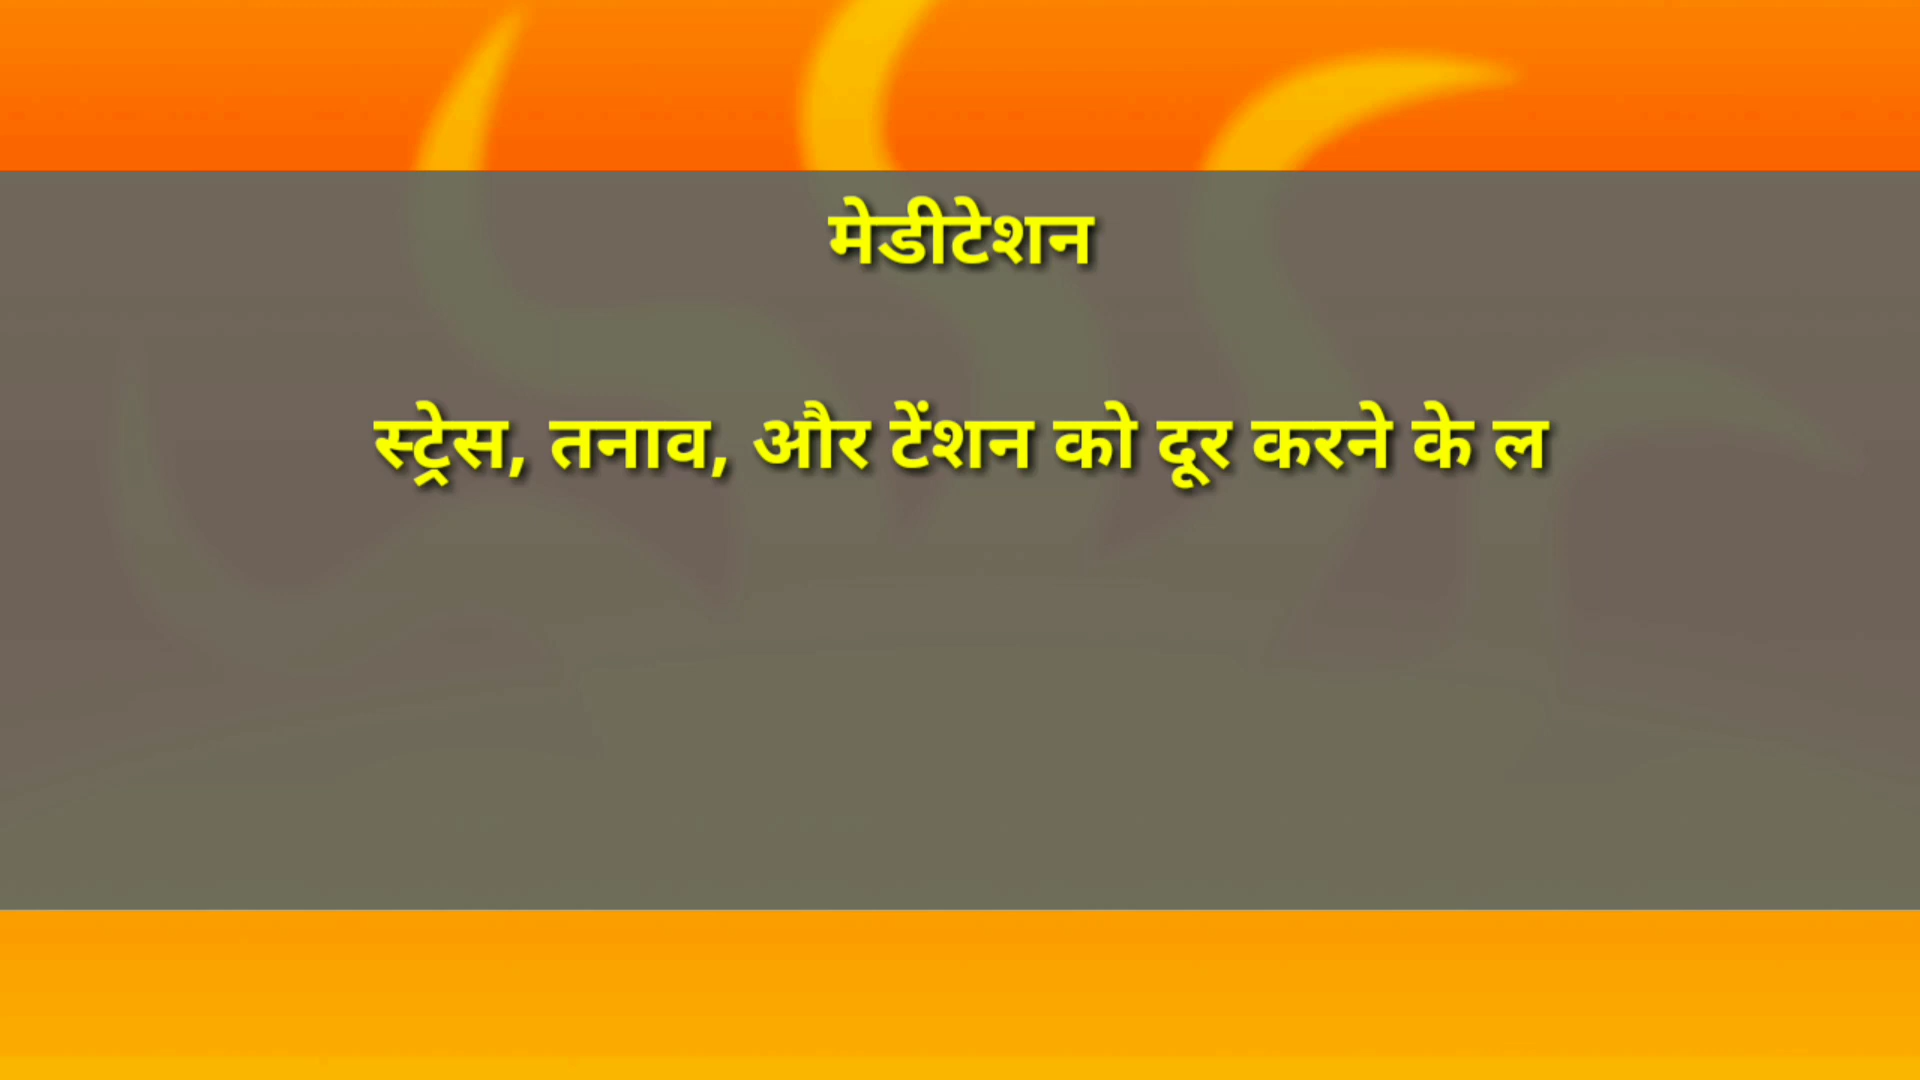 मेडीटेशन
स्ट्रेस, तनाव, और टेंशन को दूर करने के ल